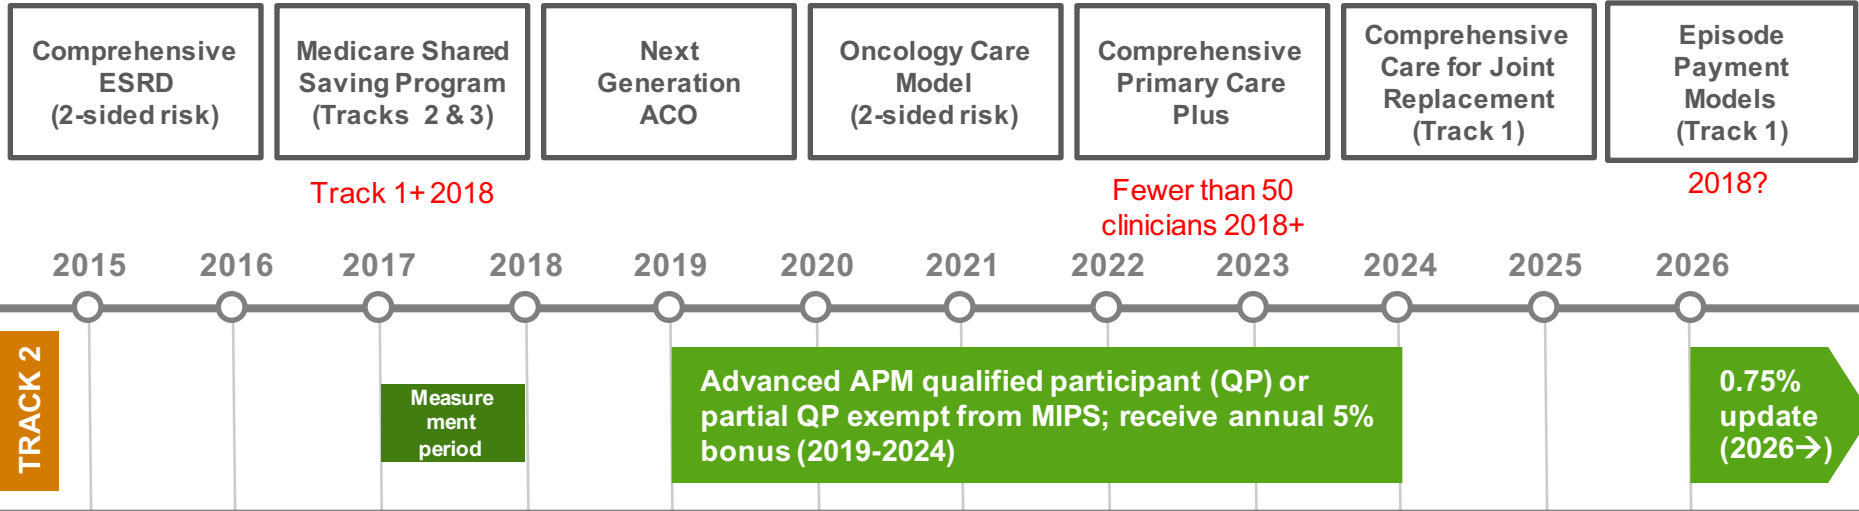 Comprehensive
ESRD
(2-sided risk)
Medicare Shared
Saving Program
(Tracks 2 & 3)
Next
Generation
ACO
Oncology Care
Model
(2-sided risk)
Comprehensive
Primary Care
Plus
Comprehensive
Care for Joint
Replacement
(Track 1)
Episode
Payment
Models
(Track 1)
Track 1+ 2018
Fewer than 50
clinicians 2018+
2018?
2015 2016 2017 2018 2019 2020 2021 2022 2023 2024 2025 2026
TRACK 2
Measure
ment
period
Advanced APM qualified participant (QP) or
partial QP exempt from MIPS; receive annual 5%
bonus (2019-2024)
0.75%
update
(2026→)